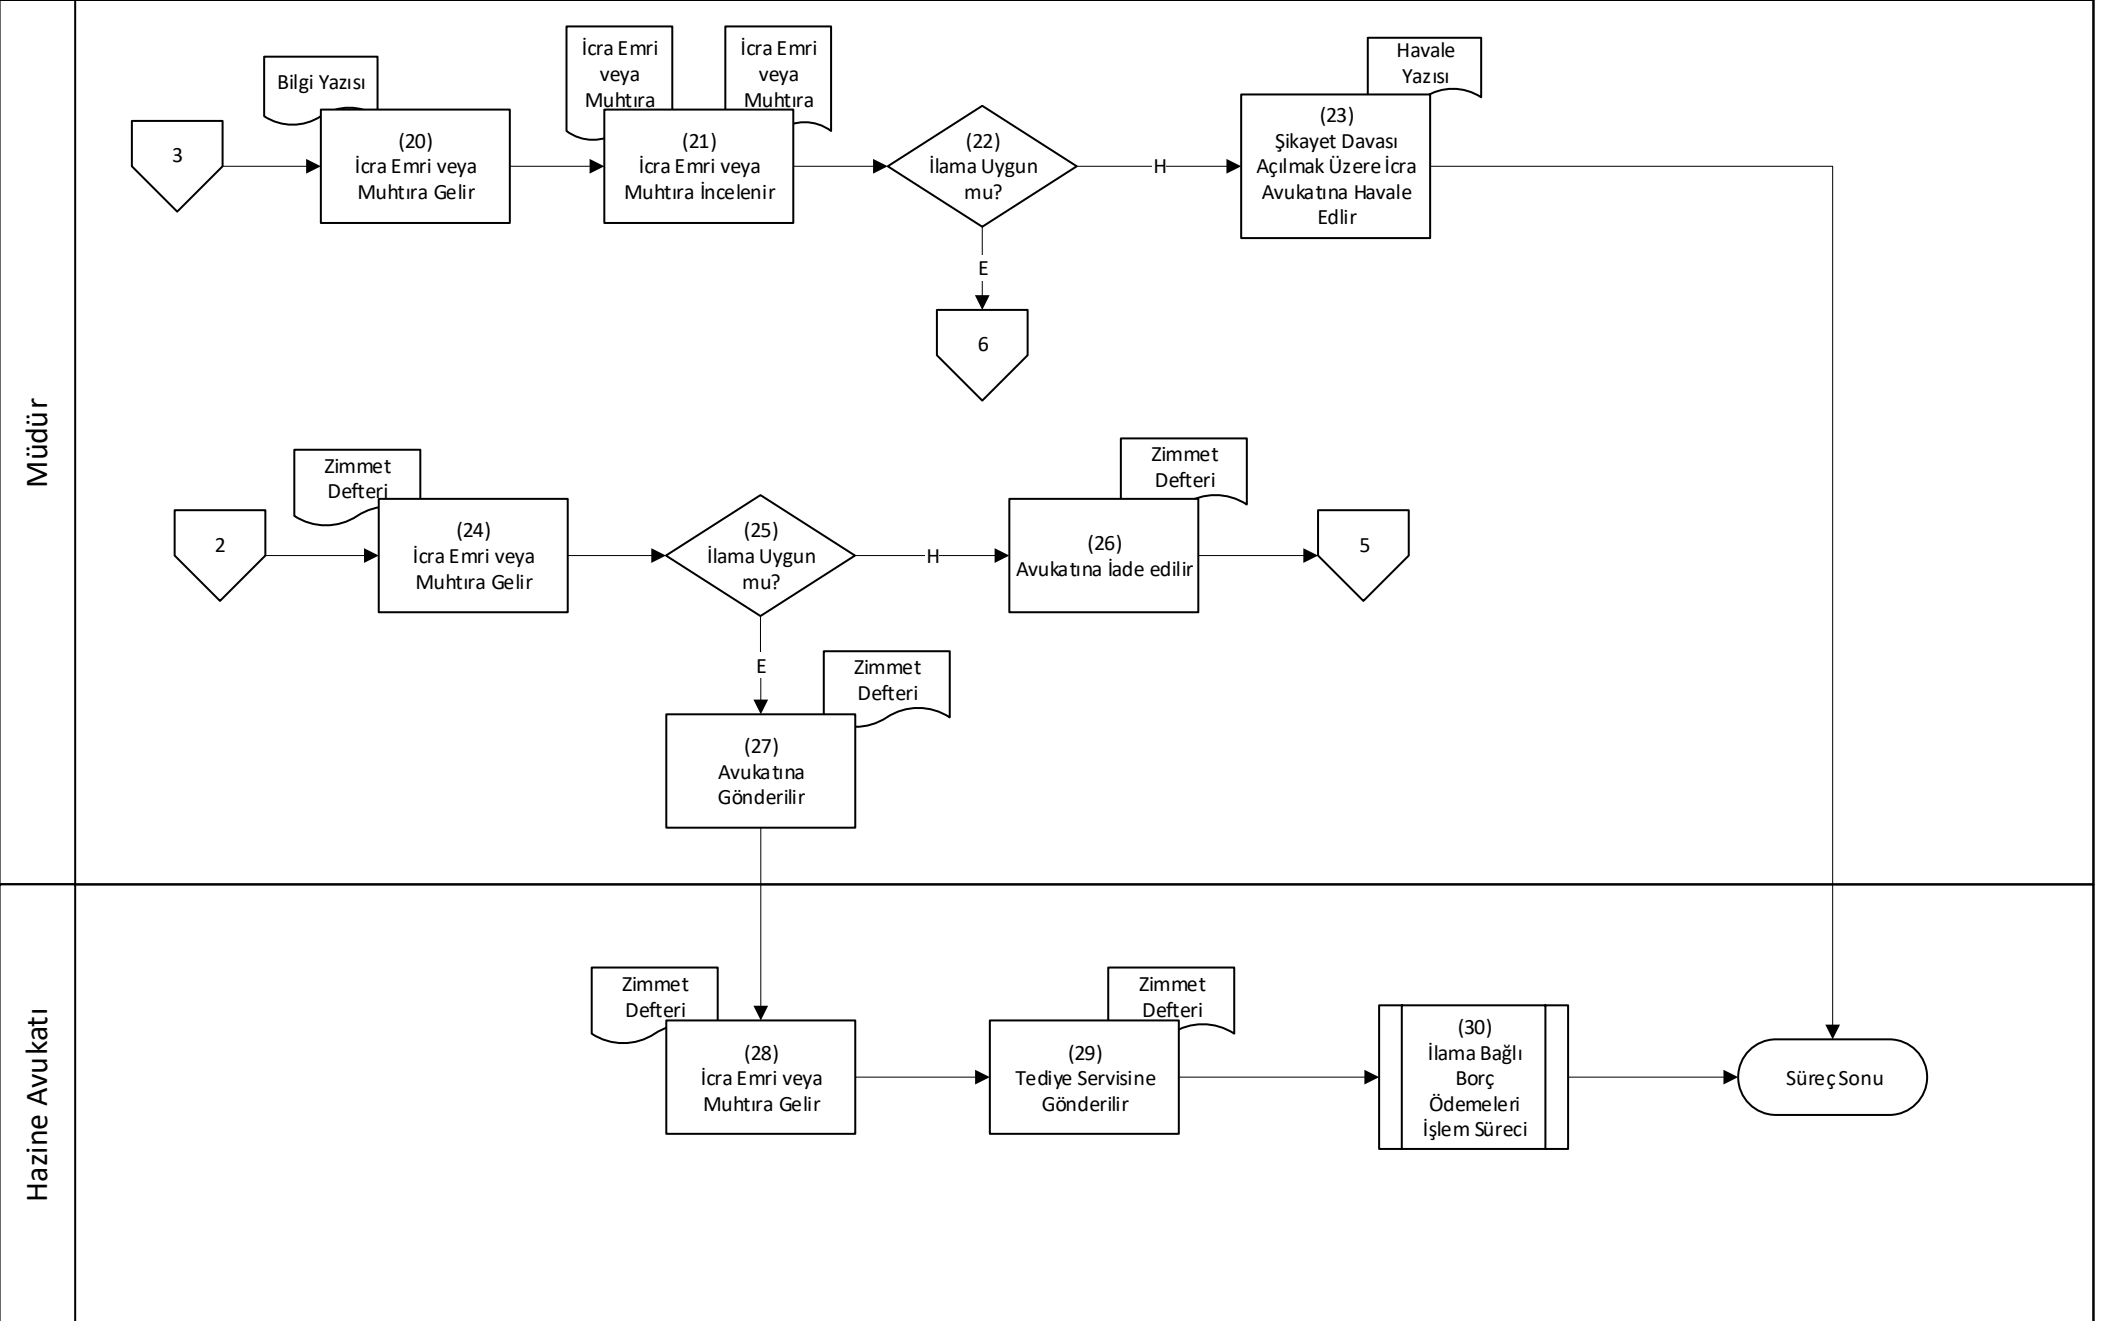 Müdür
3
Bilgi Yazısı
(20)
İcra Emri veya
Muhtıra Gelir
İcra Emri
veya
Muhtıra
İcra Emri
veya
Muhtıra
(21)
İcra Emri veya
Muhtıra İncelenir
(22)
İlama Uygun
mu?
H
E
6
Havale
Yazısı
(23)
Şikayet Davası
Açılmak Üzere İcra
Avukatına Havale
Edlir
2
Zimmet
Defteri
(24)
İcra Emri veya
Muhtıra Gelir
(25)
İlama Uygun
mu?
H
Zimmet
Defteri
(26)
Avukatına İade edilir
5
E
Zimmet
Defteri
(27)
Avukatına
Gönderilir
Hazine Avukatı
Zimmet
Defteri
(28)
İcra Emri veya
Muhtıra Gelir
Zimmet
Defteri
(29)
Tediye Servisine
Gönderilir
(30)
İlama Bağlı
Borç
Ödemeleri
İşlem Süreci
Süreç Sonu